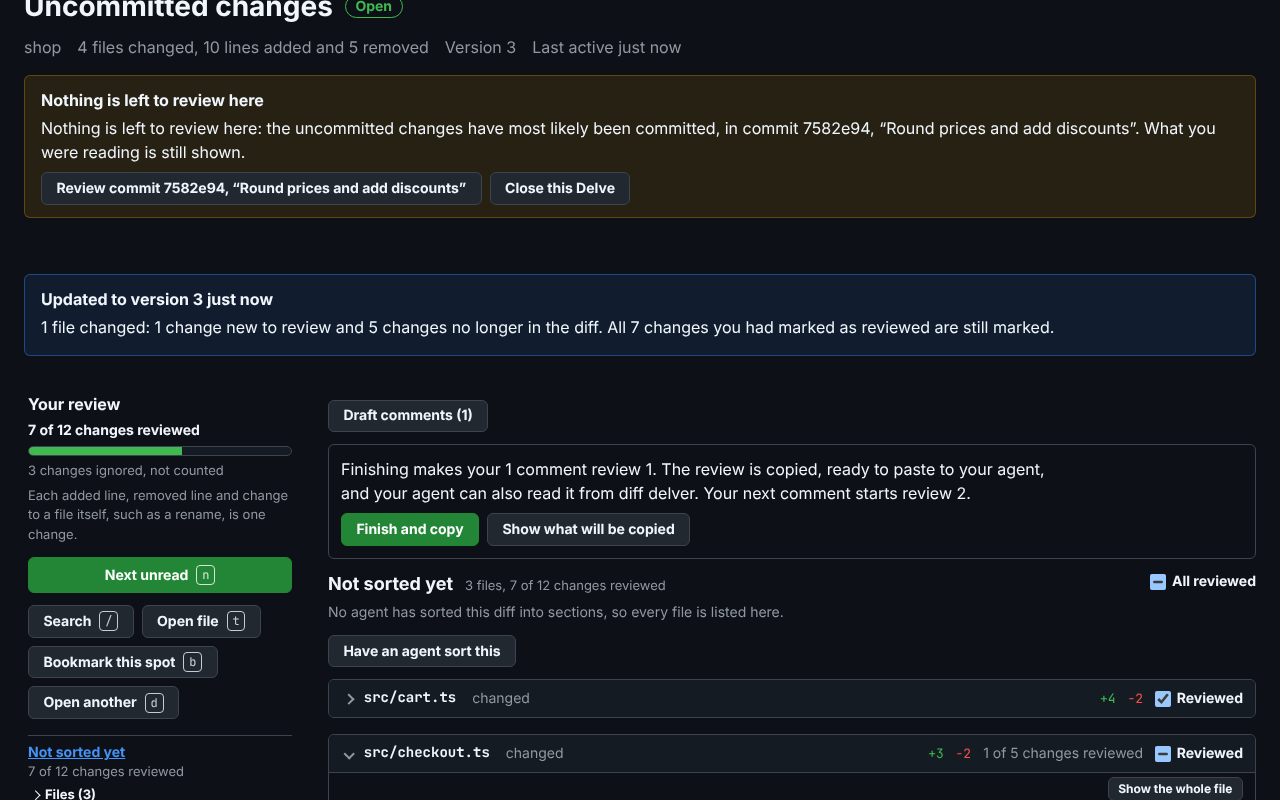 Uncommitted changes Open
shop 4 files changed, 10 lines added and 5 removed Version 3 Last active just now
Nothing is left to review here
Nothing is left to review here: the uncommitted changes have most likely been committed, in commit 7582e94, “Round prices and add discounts”. What you
were reading is still shown.
Review commit 7582e94, “Round prices and add discounts” Close this Delve
Updated to version 3 just now
1 file changed: 1 change new to review and 5 changes no longer in the diff. All 7 changes you had marked as reviewed are still marked.
Your review
7 of 12 changes reviewed
3 changes ignored, not counted
Each added line, removed line and change
to a file itself, such as a rename, is one
change.
Next unread n
Search / Open file t
Bookmark this spot b
Open another d
Not sorted yet
7 of 12 changes reviewed
Files (3)
Draft comments (1)
Finishing makes your 1 comment review 1. The review is copied, ready to paste to your agent,
and your agent can also read it from diff delver. Your next comment starts review 2.
Finish and copy Show what will be copied
Not sorted yet 3 files, 7 of 12 changes reviewed All reviewed
No agent has sorted this diff into sections, so every file is listed here.
Have an agent sort this
src/cart.ts changed +4 -2 Reviewed
src/checkout.ts changed +3 -2 1 of 5 changes reviewed Reviewed
Show the whole file